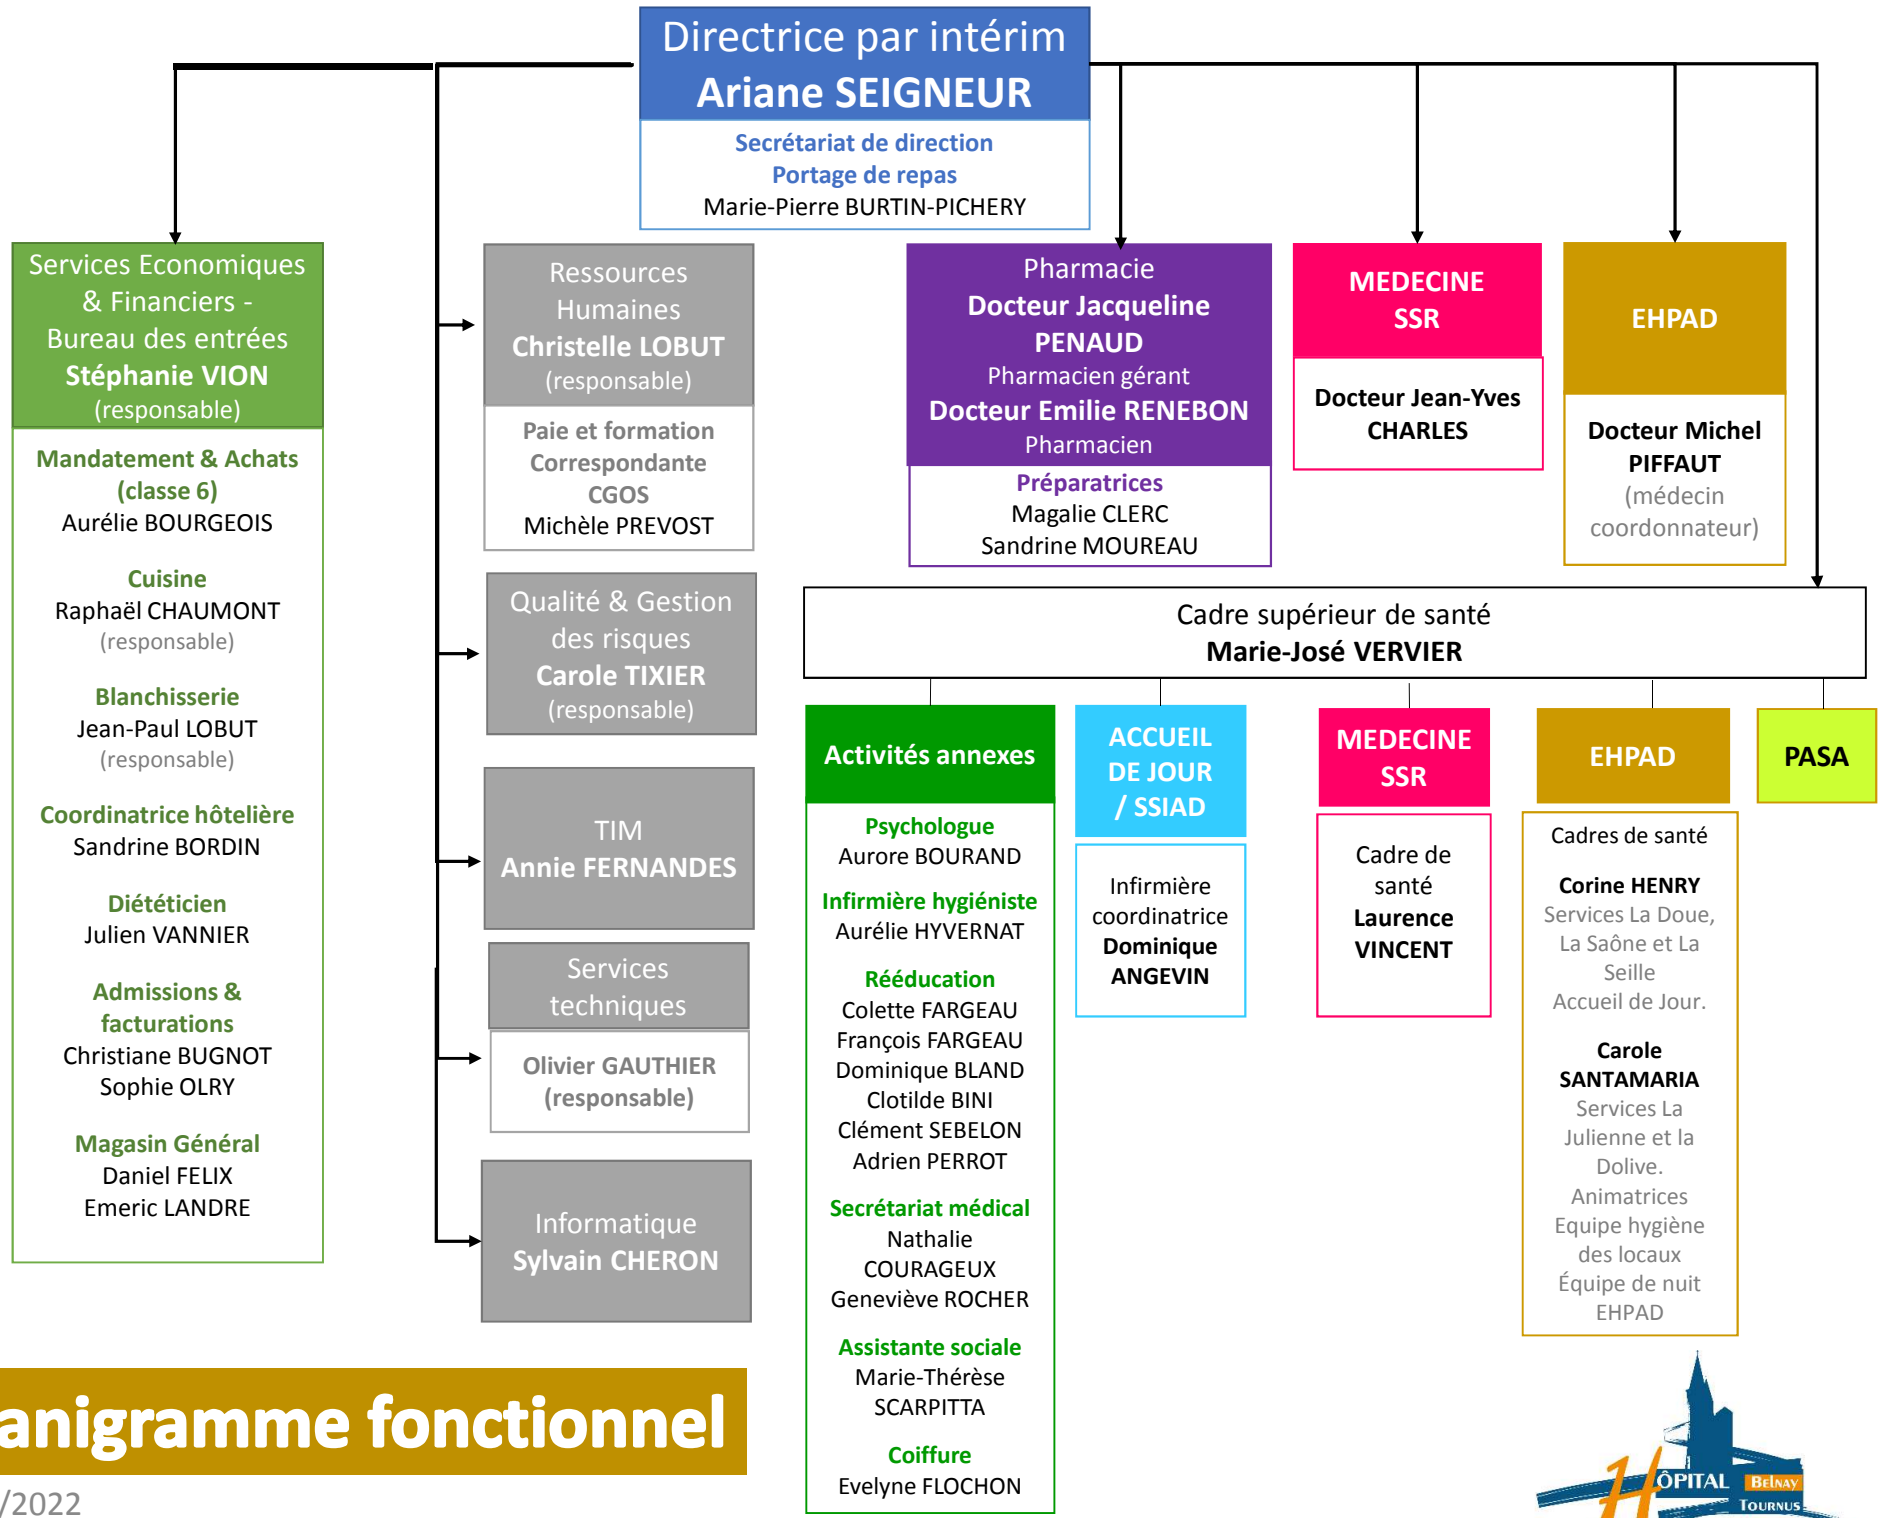 Directrice par intérim
Ariane SEIGNEUR
Secrétariat de direction
Portage de repas
Marie-Pierre BURTIN-PICHERY
Services Economiques
& Financiers -
Bureau des entrées
Stéphanie VION
(responsable)
Mandatement & Achats
(classe 6)
Aurélie BOURGEOIS
Cuisine
Raphaël CHAUMONT
(responsable)
Blanchisserie
Jean-Paul LOBUT
(responsable)
Coordinatrice hôtelière
Sandrine BORDIN
Diététicien
Julien VANNIER
Admissions &
facturations
Christiane BUGNOT
Sophie OLRY
Magasin Général
Daniel FELIX
Emeric LANDRE
Ressources
Humaines
Christelle LOBUT
(responsable)
Paie et formation
Correspondante
CGOS
Michèle PREVOST
Qualité & Gestion
des risques
Carole TIXIER
(responsable)
TIM
Annie FERNANDES
Services
techniques
Olivier GAUTHIER
(responsable)
Informatique
Sylvain CHERON
Pharmacie
Docteur Jacqueline
PENAUD
Pharmacien gérant
Docteur Emilie RENEBON
Pharmacien
Préparatrices
Magalie CLERC
Sandrine MOUREAU
MEDECINE
SSR
Docteur Jean-Yves
CHARLES
EHPAD
Docteur Michel
PIFFAUT
(médecin
coordonnateur)
Cadre supérieur de santé
Marie-José VERVIER
Activités annexes
Psychologue
Aurore BOURAND
Infirmière hygiéniste
Aurélie HYVERNAT
Rééducation
Colette FARGEAU
François FARGEAU
Dominique BLAND
Clotilde BINI
Clément SEBELON
Adrien PERROT
Secrétariat médical
Nathalie
COURAGEUX
Geneviève ROCHER
Assistante sociale
Marie-Thérèse
SCARPITTA
Coiffure
Evelyne FLOCHON
ACCUEIL
DE JOUR
/ SSIAD
Infirmière
coordinatrice
Dominique
ANGEVIN
MEDECINE
SSR
Cadre de
santé
Laurence
VINCENT
EHPAD
Cadres de santé
Corine HENRY
Services La Doue,
La Saône et La
Seille
Accueil de Jour.
Carole
SANTAMARIA
Services La
Julienne et la
Dolive.
Animatrices
Equipe hygiène
des locaux
Équipe de nuit
EHPAD
PASA
anigramme fonctionnel
/2022
HÔPITAL BELNAY
TOURNUS